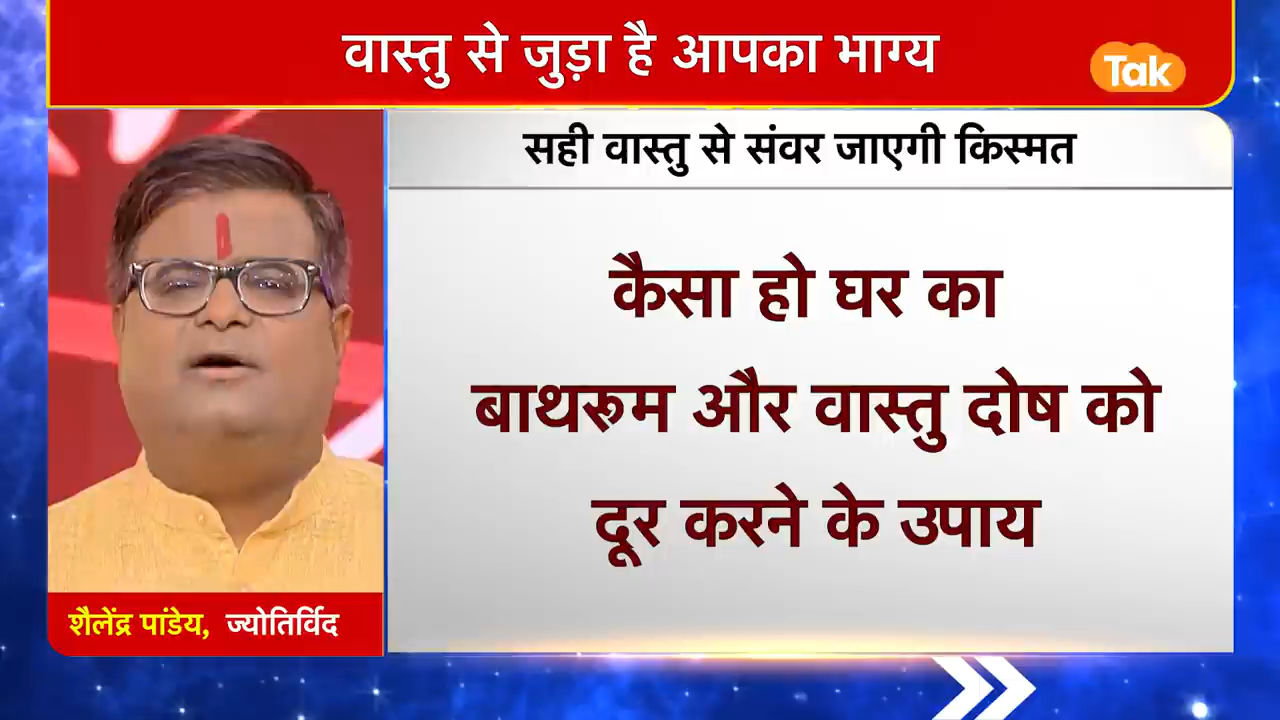 वास्तु से जुड़ा है आपका भाग्य
Tak
सही वास्तु से संवर जाएगी किस्मत
कैसा हो घर का
बाथरूम और वास्तु दोष को
दूर करने के उपाय
शैलेंद्र पांडेय, ज्योतिर्विद